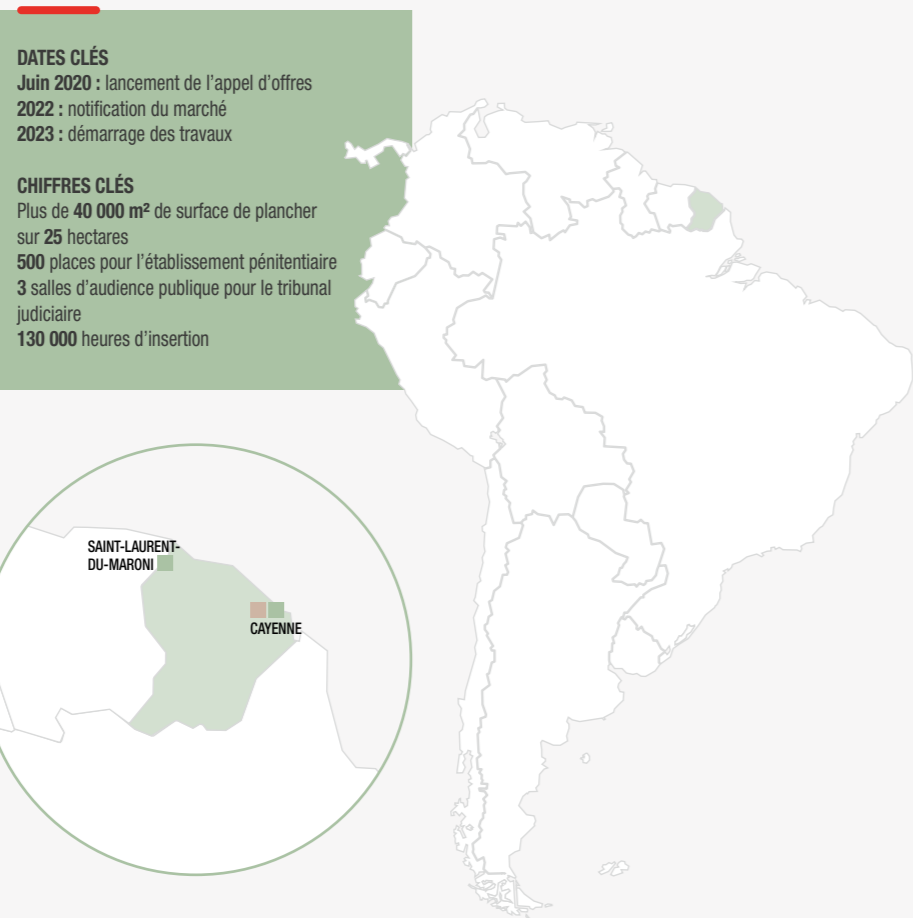 DATES CLÉS
Juin 2020 : lancement de l'appel d'offres
2022 : notification du marché
2023 : démarrage des travaux
CHIFFRES CLÉS
Plus de 40 000 m² de surface de plancher
sur 25 hectares
500 places pour l'établissement pénitentiaire
3 salles d'audience publique pour le tribunal
judiciaire
130 000 heures d'insertion
SAINT-LAURENT-
DU-MARONI
CAYENNE